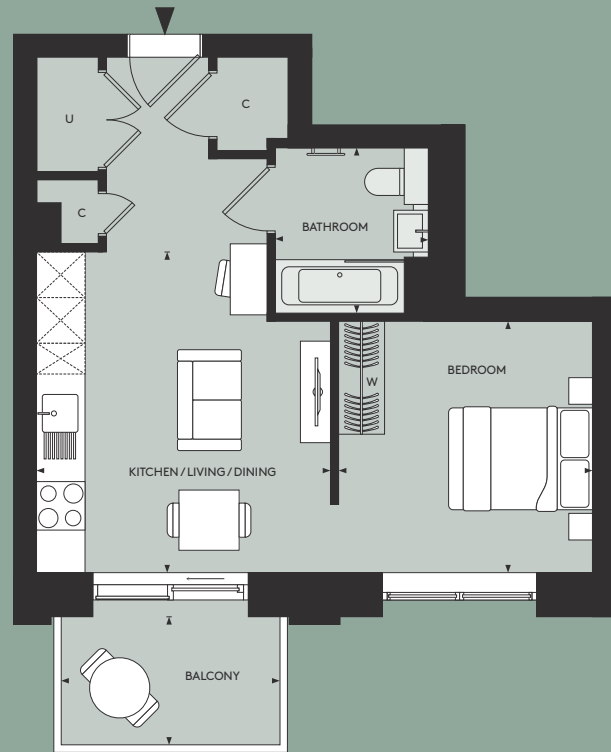 U
C
C
BATHROOM
BEDROOM
W
KITCHEN / LIVING / DINING
BALCONY